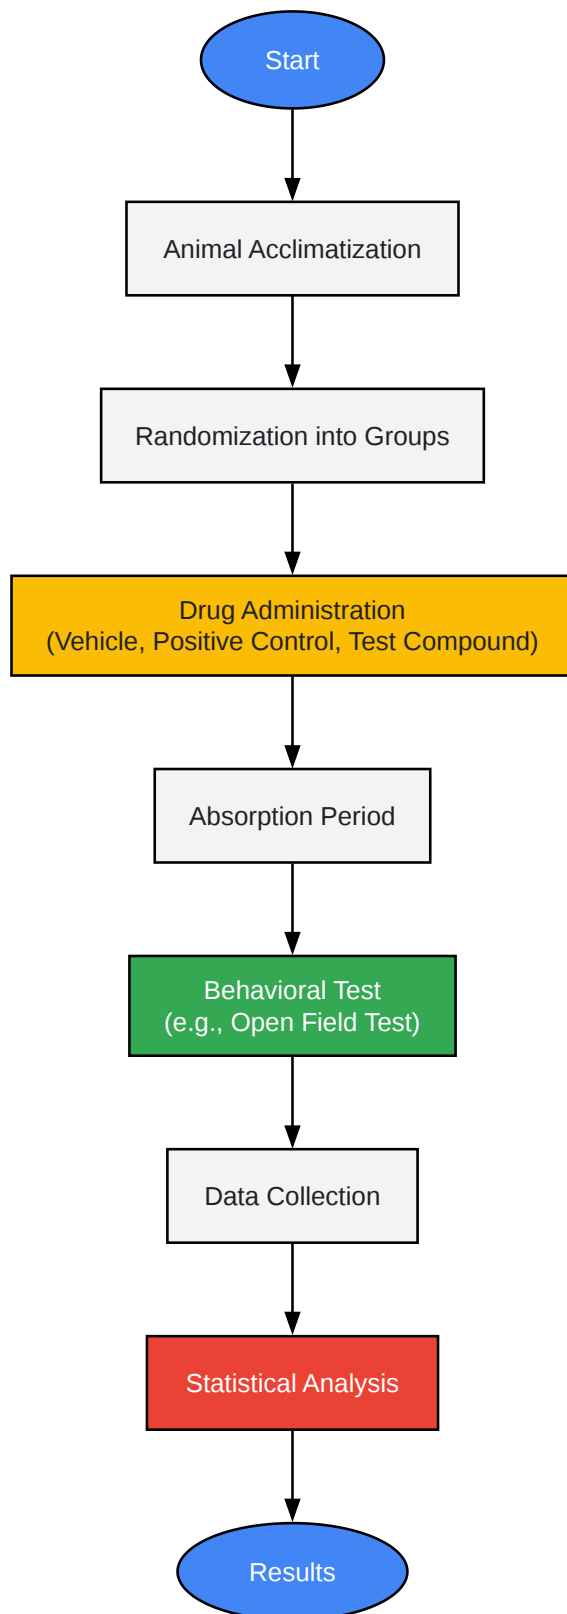 Start
Animal Acclimatization
Randomization into Groups
Drug Administration
(Vehicle, Positive Control, Test Compound)
Absorption Period
Behavioral Test
(e.g., Open Field Test)
Data Collection
Statistical Analysis
Results